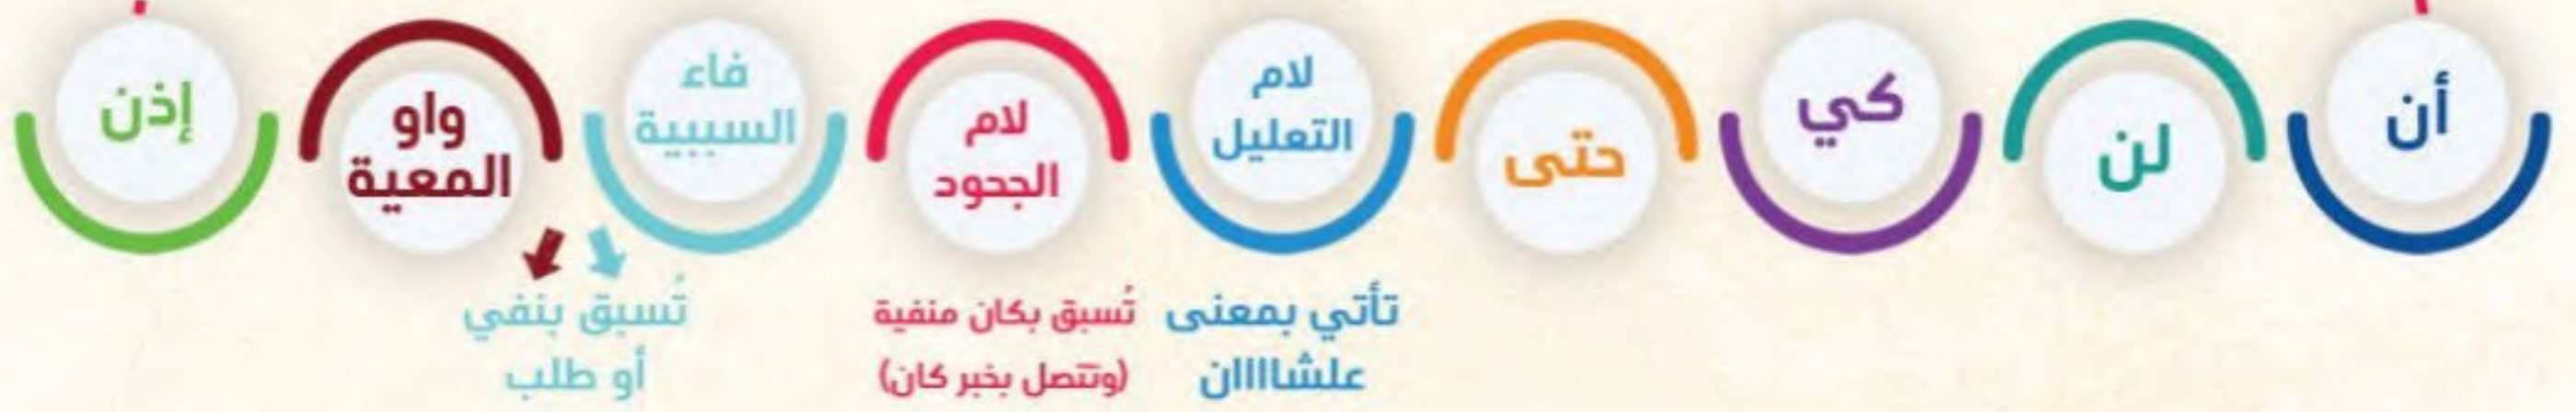 أن
لن
كي
حتى
لام
التعليل
لام
الجحود
فاء
السببية
واو
المعية
إذن
تأتي بمعنى
علشاااان
تُسبق بكان منفية
(وتتصل بخبر كان)
تُسبق بنفي
أو طلب